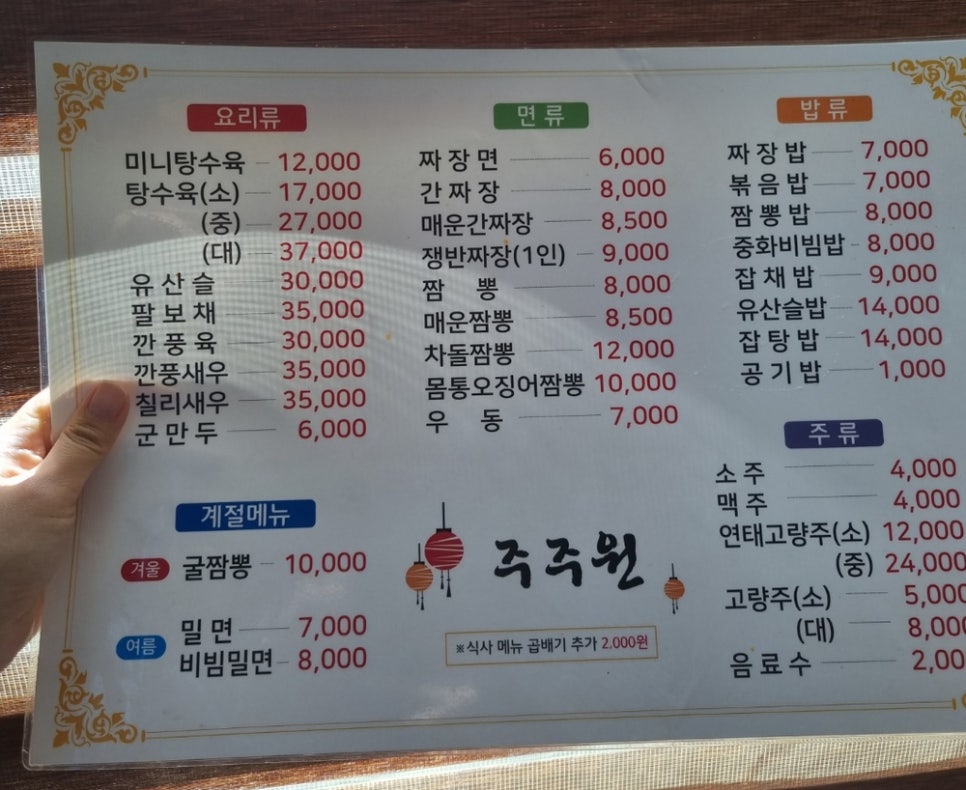 요리류
미니탕수육 12,000
탕수육(소) 17,000
(중) 27,000
(대) 37,000
유산슬 30,000
팔보채 35,000
깐풍육 30,000
깐풍새우 35,000
칠리새우 35,000
군만두 6,000
계절메뉴
겨울 굴짬뽕 10,000
여름
밀면 7,000
비빔밀면 8,000
면류
짜장면 6,000
간짜장 8,000
매운간짜장 8,500
쟁반짜장(1인) 9,000
짬뽕 8,000
매운짬뽕 8,500
차돌짬뽕 12,000
몸통오징어짬뽕 10,000
우동 7,000
주주원
※식사 메뉴 곱배기 추가 2.000원
밥류
짜장밥 7,000
볶음밥 7,000
짬뽕밥 8,000
중화비빔밥 8,000
잡채밥 9,000
유산슬밥 14,000
잡탕밥 14,000
공기밥 1,000
주류
소주 4,000
맥주 4,000
연태고량주(소) 12,000
(중) 24,000
고량주(소) 5,000
(대) 8,000
음료수 2,00